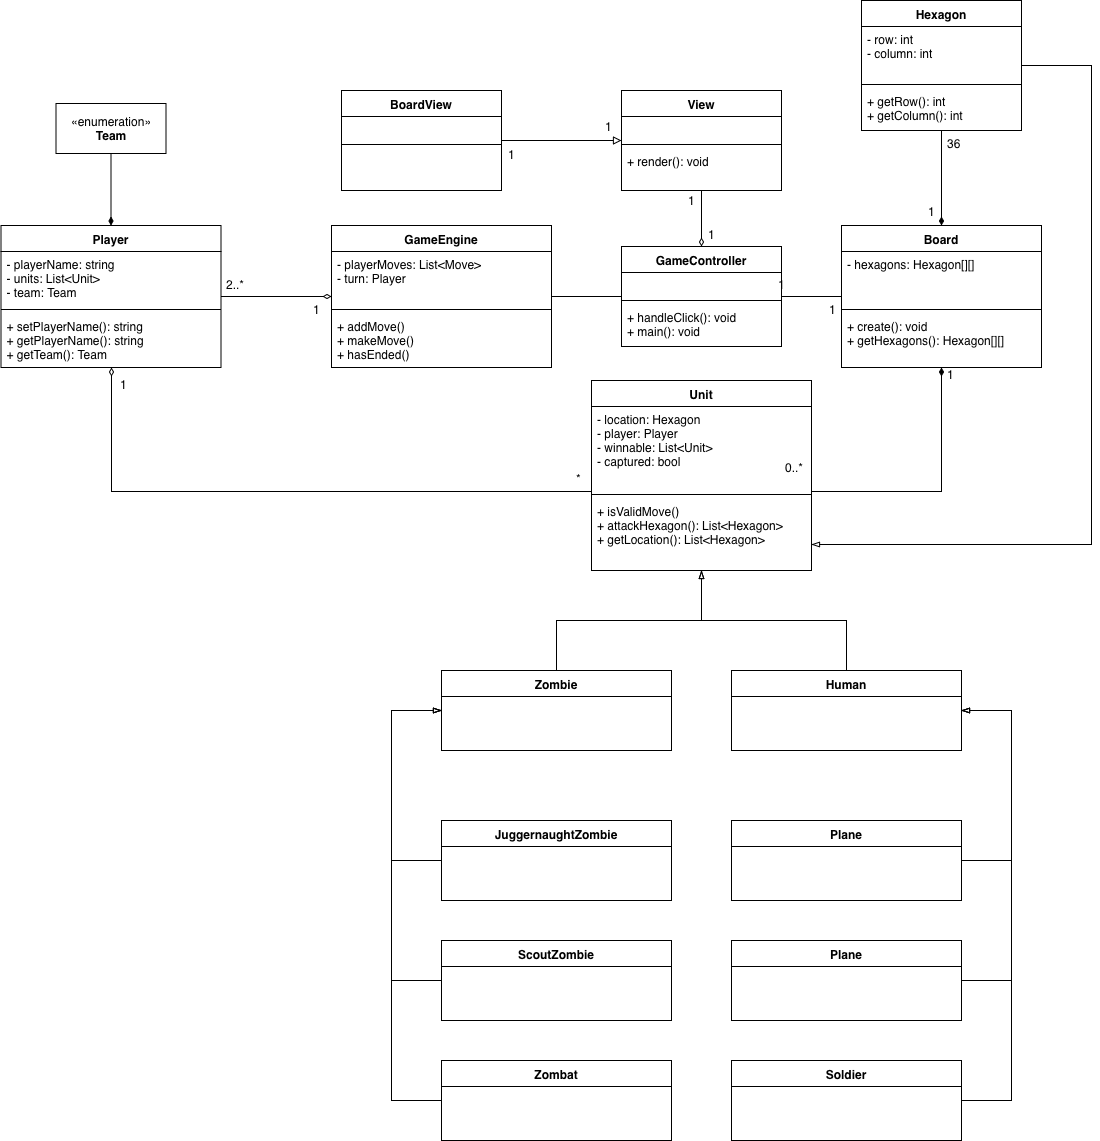 Hexagon
- row: int
- column: int
+ getRow(): int
+ getColumn(): int
36
1
BoardView
1
1
View
+ render(): void
1
1
«enumeration»
Team
Player
- playerName: string
- units: List<Unit>
- team: Team
+ setPlayerName(): string
+ getPlayerName(): string
+ getTeam(): Team
2..*
1
1
GameEngine
- playerMoves: List<Move>
- turn: Player
+ addMove()
+ makeMove()
+ hasEnded()
GameController
+ handleClick(): void
+ main(): void
1
1
Board
- hexagons: Hexagon[][]
+ create(): void
+ getHexagons(): Hexagon[][]
1
Unit
- location: Hexagon
- player: Player
- winnable: List<Unit>
- captured: bool
0..*
*
+ isValidMove()
+ attackHexagon(): List<Hexagon>
+ getLocation(): List<Hexagon>
Zombie
Human
JuggernaughtZombie
Plane
ScoutZombie
Plane
Zombat
Soldier